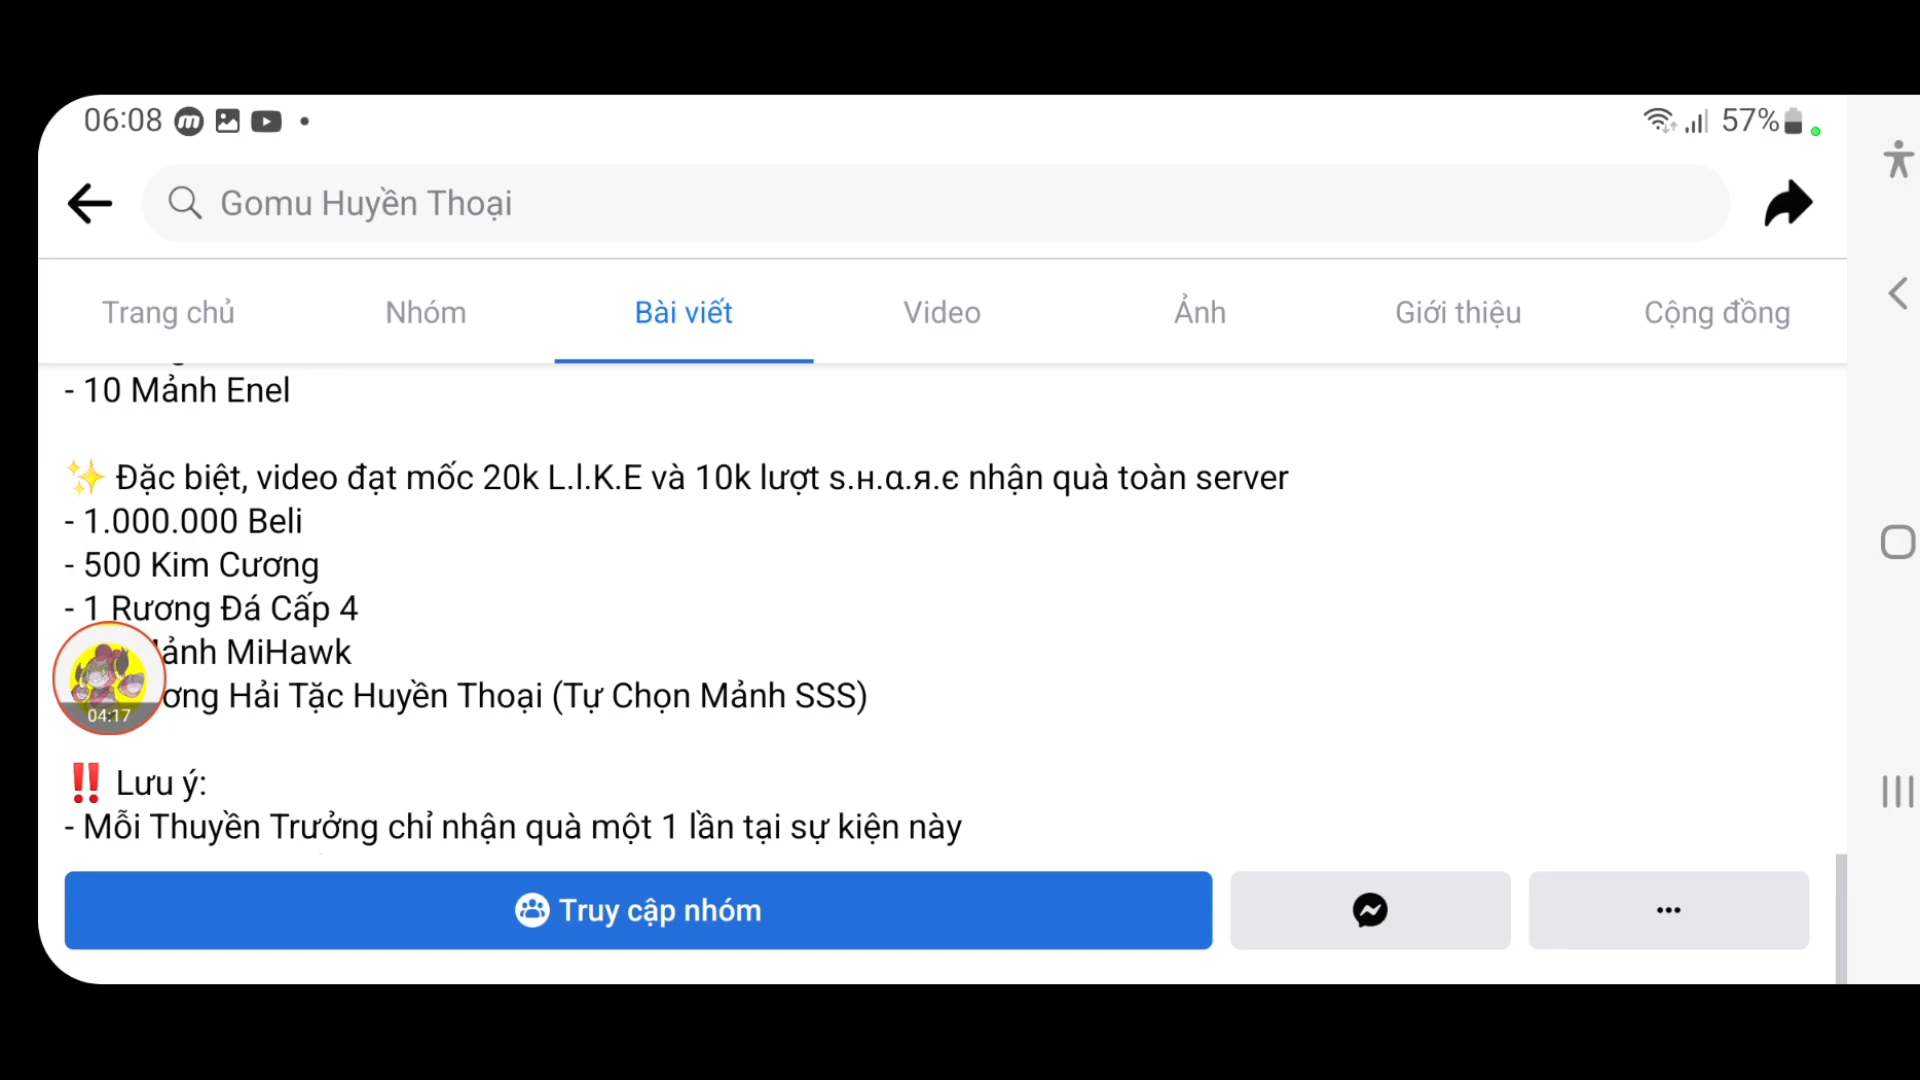 06:08
57%
Gomu Huyền Thoại
Trang chủ Nhóm Bài viết Video Ảnh Giới thiệu Cộng đồng
- 10 Mảnh Enel
✨ Đặc biệt, video đạt mốc 20k L.l.K.E và 10k lượt s.н.α.я.є nhận quà toàn server
- 1.000.000 Beli
- 500 Kim Cương
- 1 Rương Đá Cấp 4
MiHawk
Hải Tặc Huyền Thoại (Tự Chọn Mảnh SSS)
04:17
‼️ Lưu ý:
- Mỗi Thuyền Trưởng chỉ nhận quà một 1 lần tại sự kiện này
Truy cập nhóm